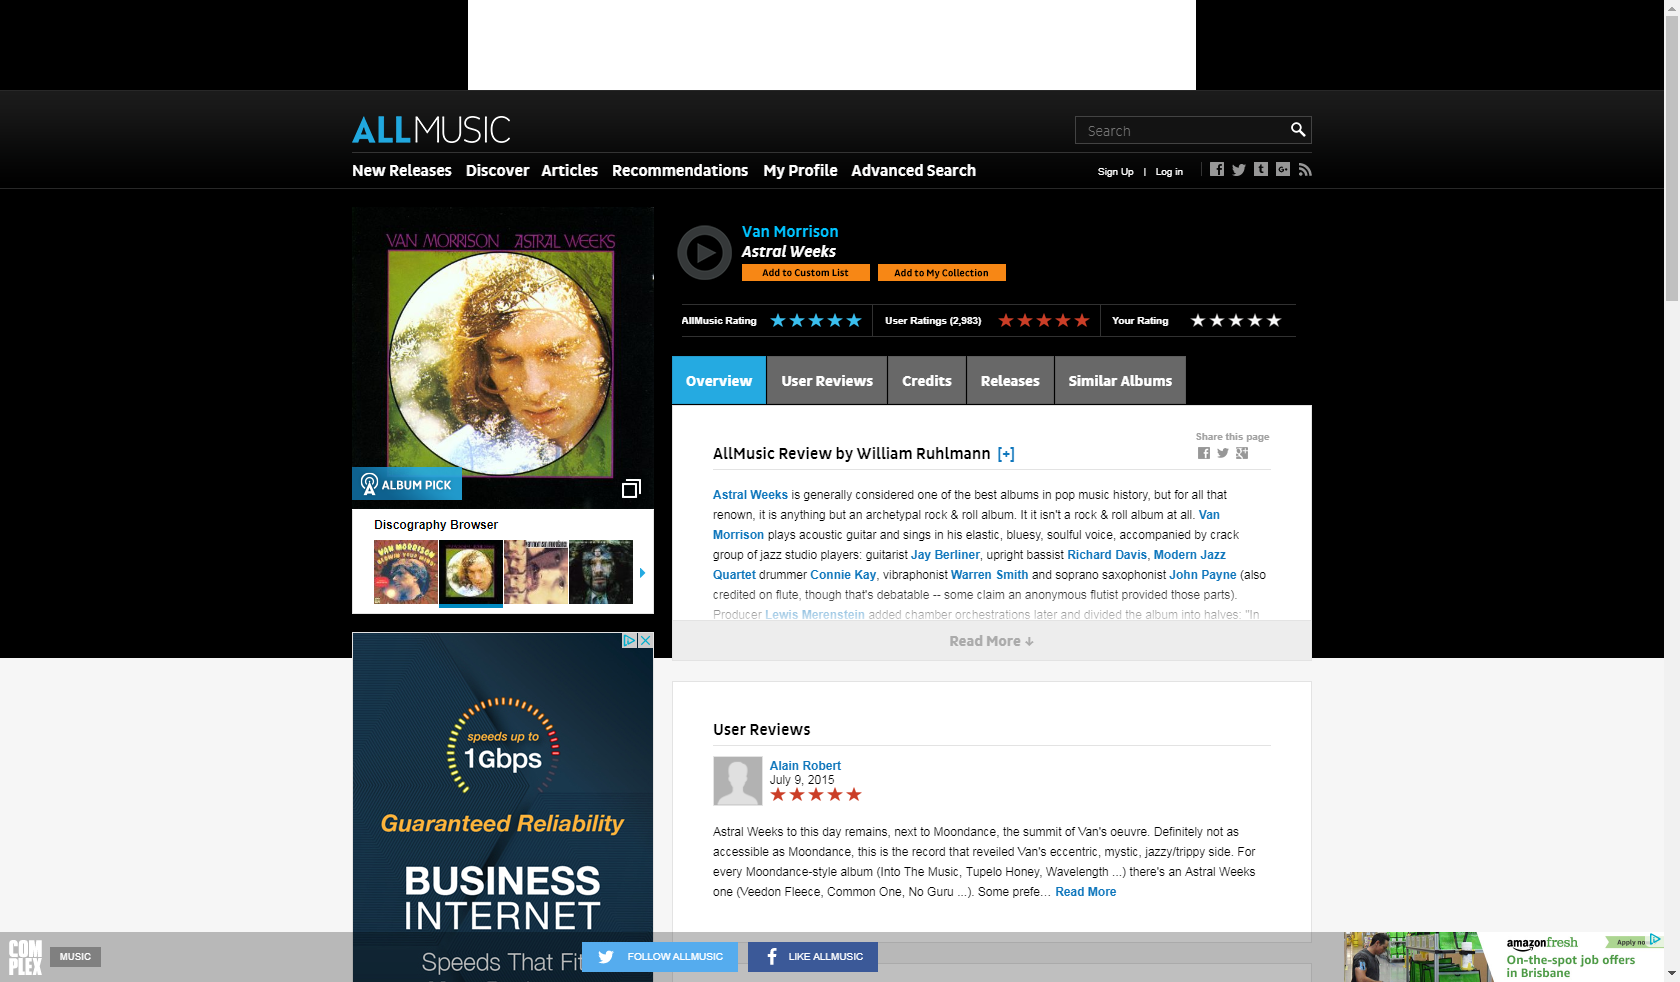 ALLMUSIC
Search
New Releases Discover Articles Recommendations My Profile Advanced Search
Sign Up | Log in
VAN MORRISON ASTRAL WEEKS
ALBUM PICK
Van Morrison
Astral Weeks
Add to Custom List Add to My Collection
AllMusic Rating User Ratings (2,983) Your Rating
Overview User Reviews Credits Releases Similar Albums
Share this page
AllMusic Review by William Ruhlmann [+]
Astral Weeks is generally considered one of the best albums in pop music history, but for all that
renown, it is anything but an archetypal rock & roll album. It it isn't a rock & roll album at all. Van
Morrison plays acoustic guitar and sings in his elastic, bluesy, soulful voice, accompanied by crack
group of jazz studio players: guitarist Jay Berliner, upright bassist Richard Davis, Modern Jazz
Quartet drummer Connie Kay, vibraphonist Warren Smith and soprano saxophonist John Payne (also
credited on flute, though that's debatable -- some claim an anonymous flutist provided those parts).
Producer Lewis Merenstein added chamber orchestrations later and divided the album into halves: "In
Read More ↓
Discography Browser
VAN MORRISON
speeds up to
1Gbps
Guaranteed Reliability
BUSINESS
INTERNET
Speeds That Fit
User Reviews
Alain Robert
July 9, 2015
Astral Weeks to this day remains, next to Moondance, the summit of Van's oeuvre. Definitely not as
accessible as Moondance, this is the record that reveiled Van's eccentric, mystic, jazzy/trippy side. For
every Moondance-style album (Into The Music, Tupelo Honey, Wavelength ...) there's an Astral Weeks
one (Veedon Fleece, Common One, No Guru ...). Some prefe... Read More
COMPLEX
MUSIC
FOLLOW ALLMUSIC
LIKE ALLMUSIC
amazonfresh
Apply no
On-the-spot job offers
in Brisbane